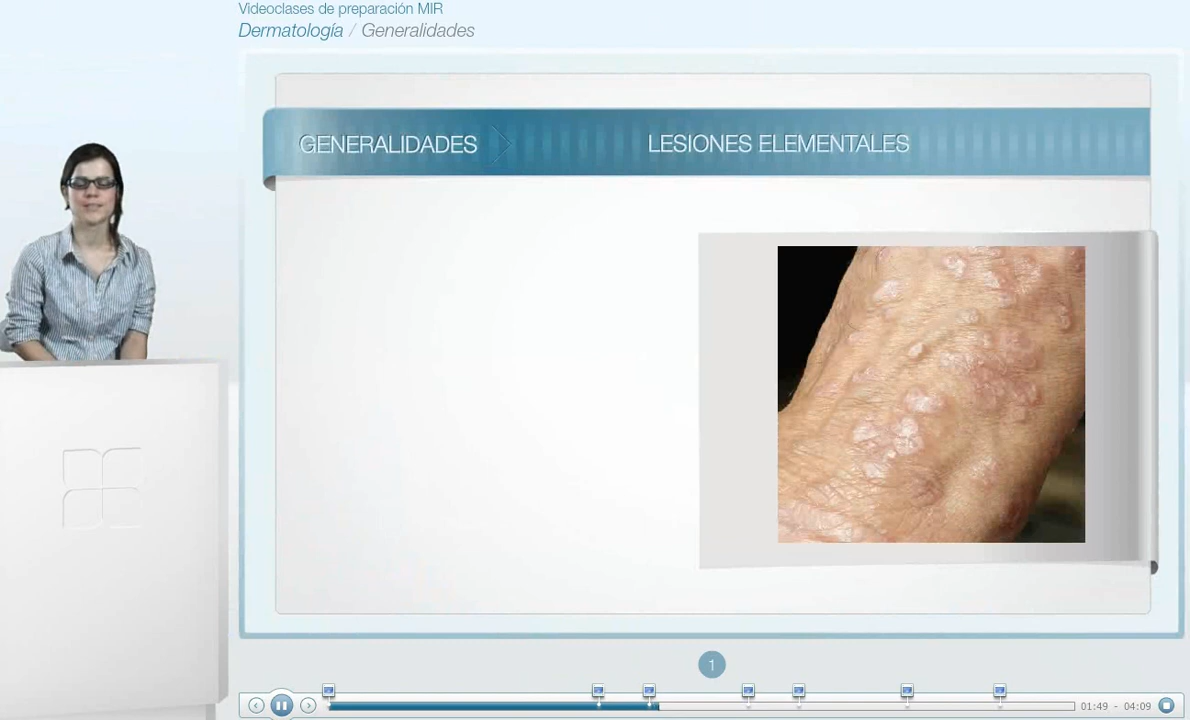 Videoclases de preparación MIR
Dermatología / Generalidades
GENERALIDADES
LESIONES ELEMENTALES
1
01:49 - 04:09